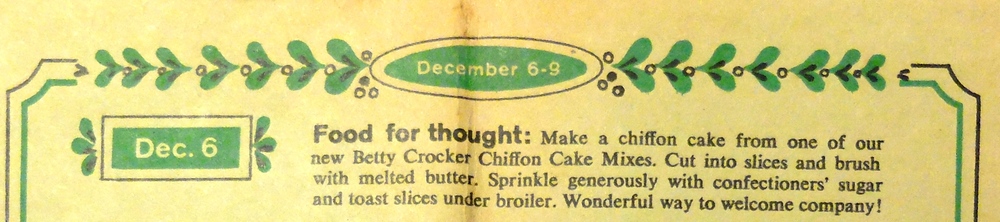 December 6-9
Dec. 6
Food for thought: Make a chiffon cake from one of our
new Betty Crocker Chiffon Cake Mixes. Cut into slices and brush
with melted butter. Sprinkle generously with confectioners' sugar
and toast slices under broiler. Wonderful way to welcome company!